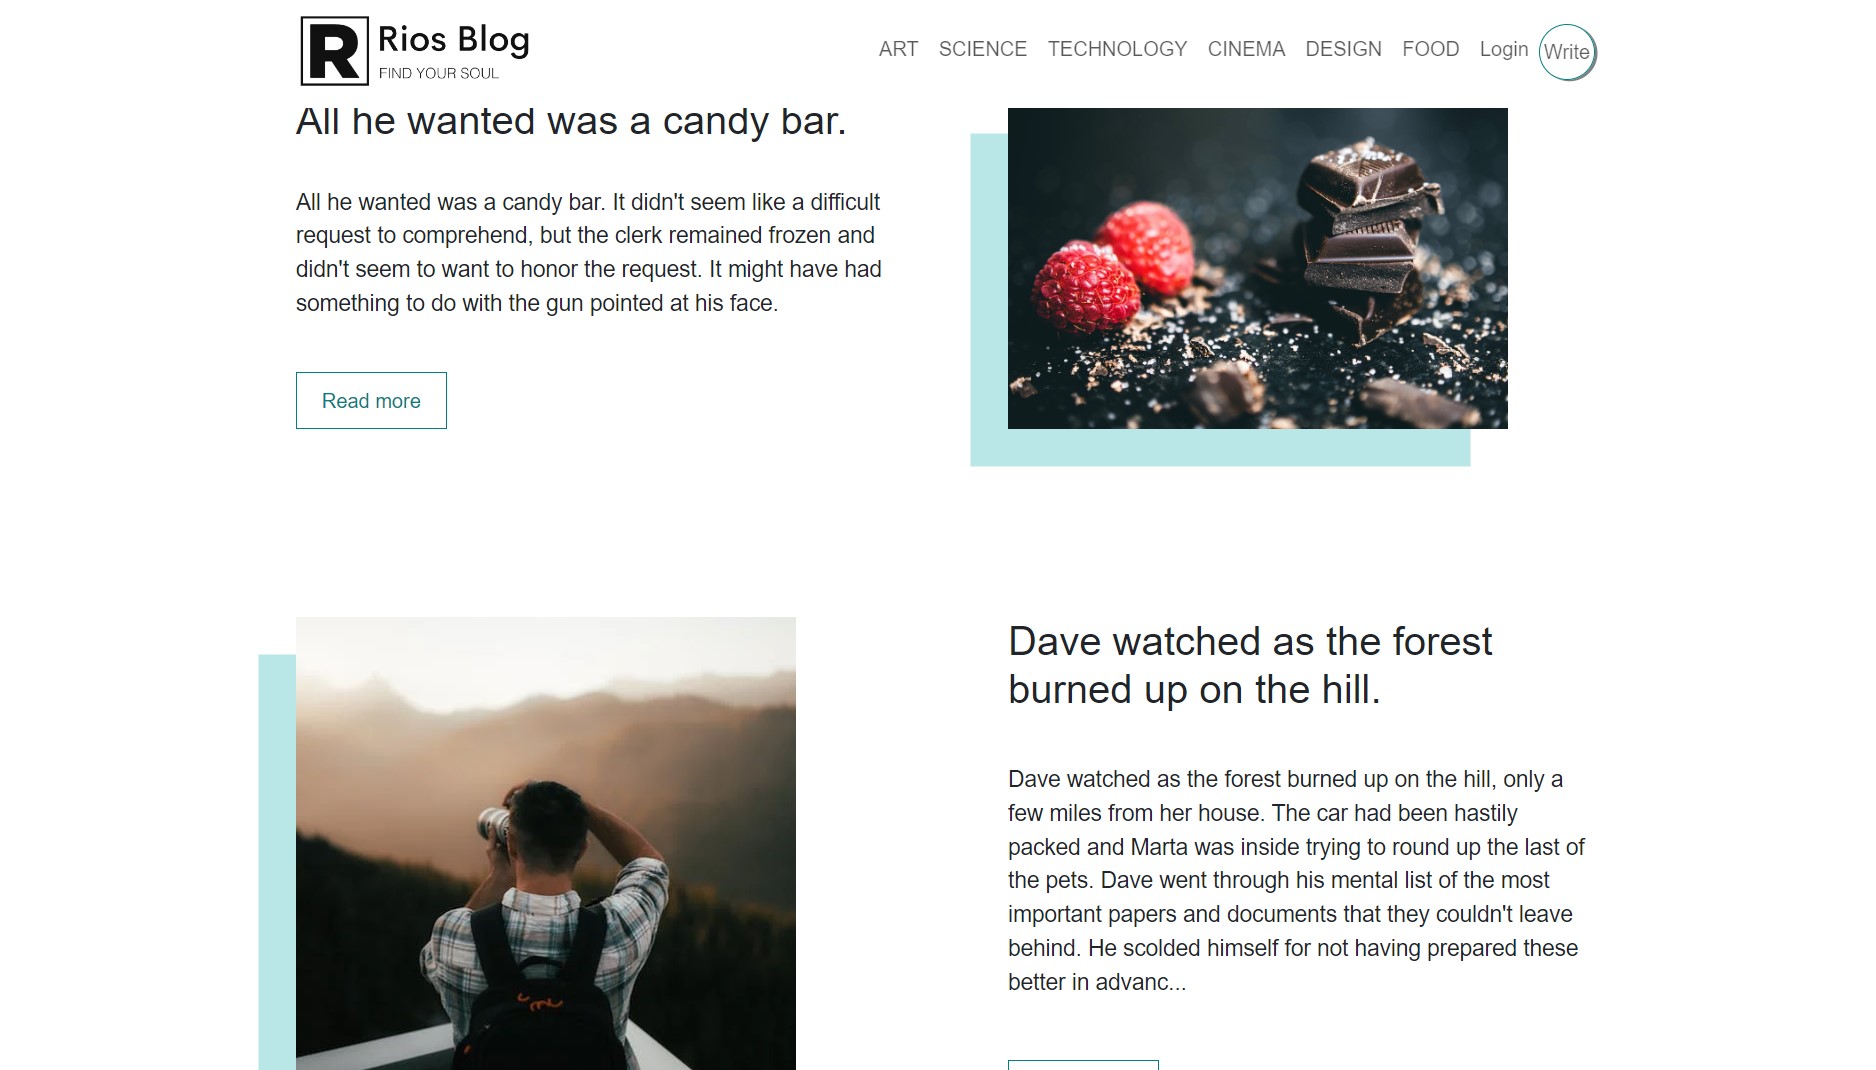 R
Rios Blog
FIND YOUR SOUL
ART SCIENCE TECHNOLOGY CINEMA DESIGN FOOD Login Write
All he wanted was a candy bar.
All he wanted was a candy bar. It didn't seem like a difficult
request to comprehend, but the clerk remained frozen and
didn't seem to want to honor the request. It might have had
something to do with the gun pointed at his face.
Read more
Dave watched as the forest
burned up on the hill.
Dave watched as the forest burned up on the hill, only a
few miles from her house. The car had been hastily
packed and Marta was inside trying to round up the last of
the pets. Dave went through his mental list of the most
important papers and documents that they couldn't leave
behind. He scolded himself for not having prepared these
better in advanc...